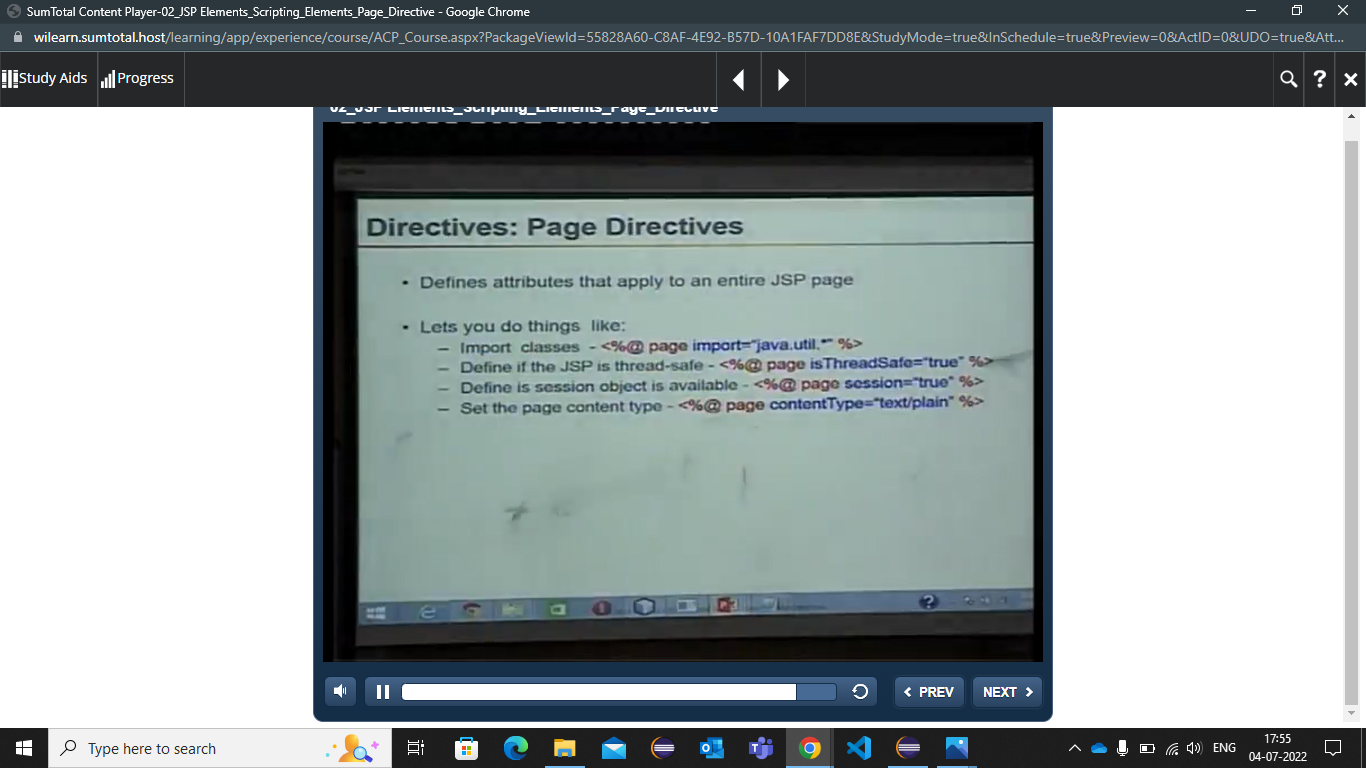 SumTotal Content Player-02_JSP Elements_Scripting_Elements_Page_Directive - Google Chrome
wilearn.sumtotal.host/learning/app/experience/course/ACP_Course.aspx?PackageViewId=55828A60-C8AF-4E92-B57D-10A1FAF7DD8E&StudyMode=true&InSchedule=true&Preview=0&ActID=0&UDO=true&Att...
Study Aids
Progress
02_JSP Elements_Scripting_Elements_Page_Directive
Directives: Page Directives
• Defines attributes that apply to an entire JSP page
• Lets you do things like:
– Import classes - <%@ page import="java.util.*" %>
– Define if the JSP is thread-safe - <%@ page isThreadSafe="true" %>
– Define is session object is available - <%@ page session="true" %>
– Set the page content type - <%@ page contentType="text/plain" %>
PREV
NEXT
Type here to search
ENG
17:55
04-07-2022